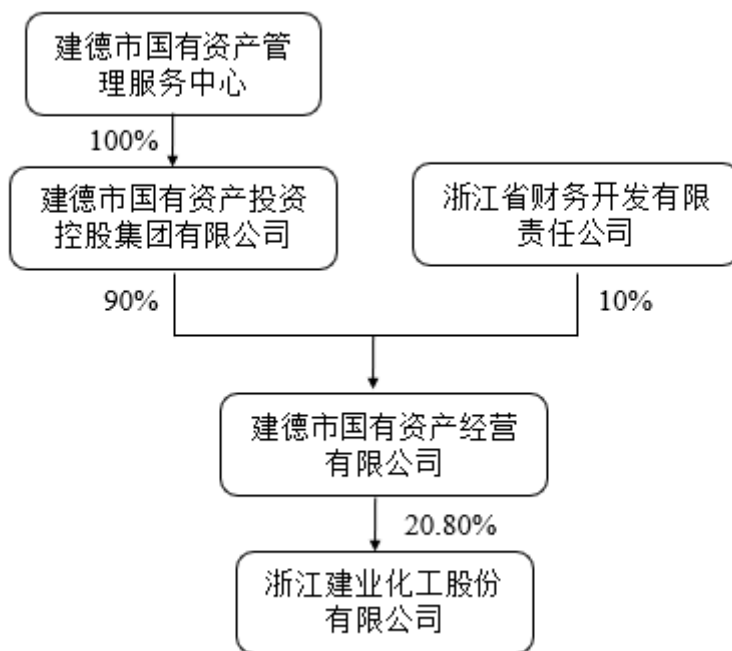 建德市国有资产管
理服务中心
100%
建德市国有资产投资
控股集团有限公司
浙江省财务开发有限
责任公司
90%
10%
建德市国有资产经营
有限公司
20.80%
浙江建业化工股份
有限公司